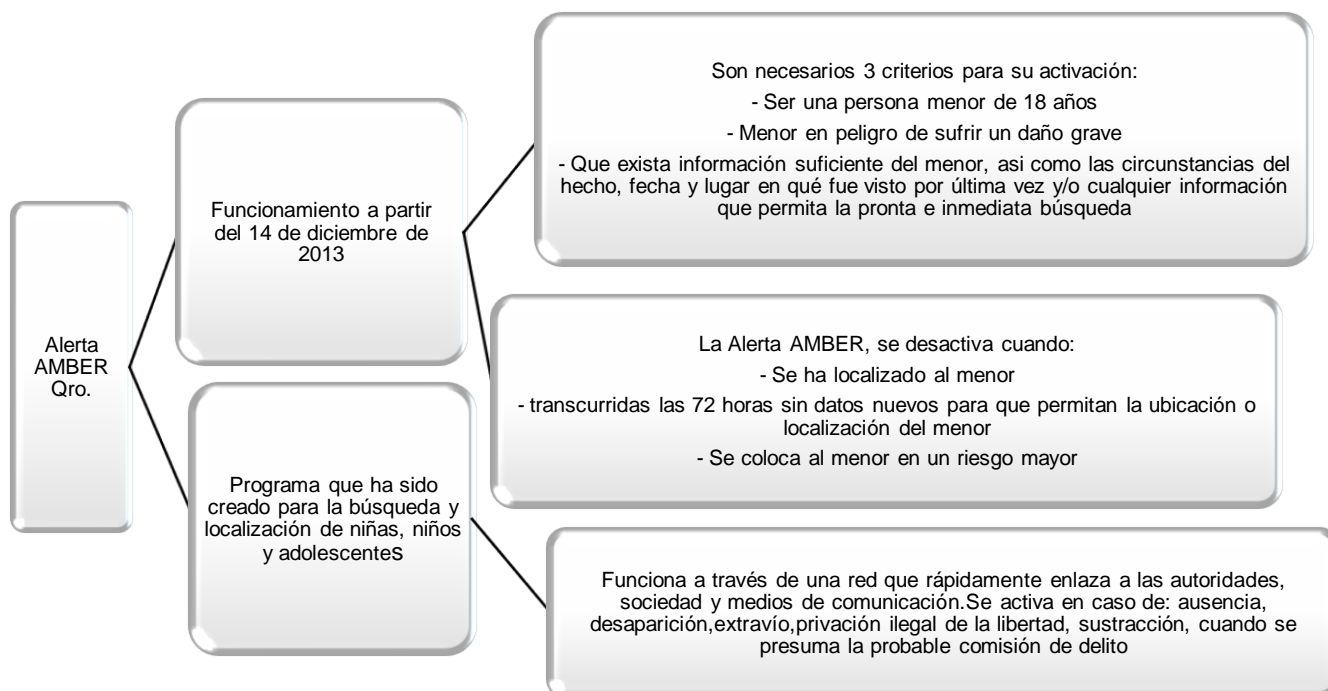 Alerta
AMBER
Qro.
Funcionamiento a partir
del 14 de diciembre de
2013
Son necesarios 3 criterios para su activación:
- Ser una persona menor de 18 años
- Menor en peligro de sufrir un daño grave
- Que exista información suficiente del menor, asi como las circunstancias del
hecho, fecha y lugar en qué fue visto por última vez y/o cualquier información
que permita la pronta e inmediata búsqueda
La Alerta AMBER, se desactiva cuando:
- Se ha localizado al menor
- transcurridas las 72 horas sin datos nuevos para que permitan la ubicación o
localización del menor
- Se coloca al menor en un riesgo mayor
Programa que ha sido
creado para la búsqueda y
localización de niñas, niños
y adolescentes
Funciona a través de una red que rápidamente enlaza a las autoridades,
sociedad y medios de comunicación.Se activa en caso de: ausencia,
desaparición,extravío,privación ilegal de la libertad, sustracción, cuando se
presuma la probable comisión de delito